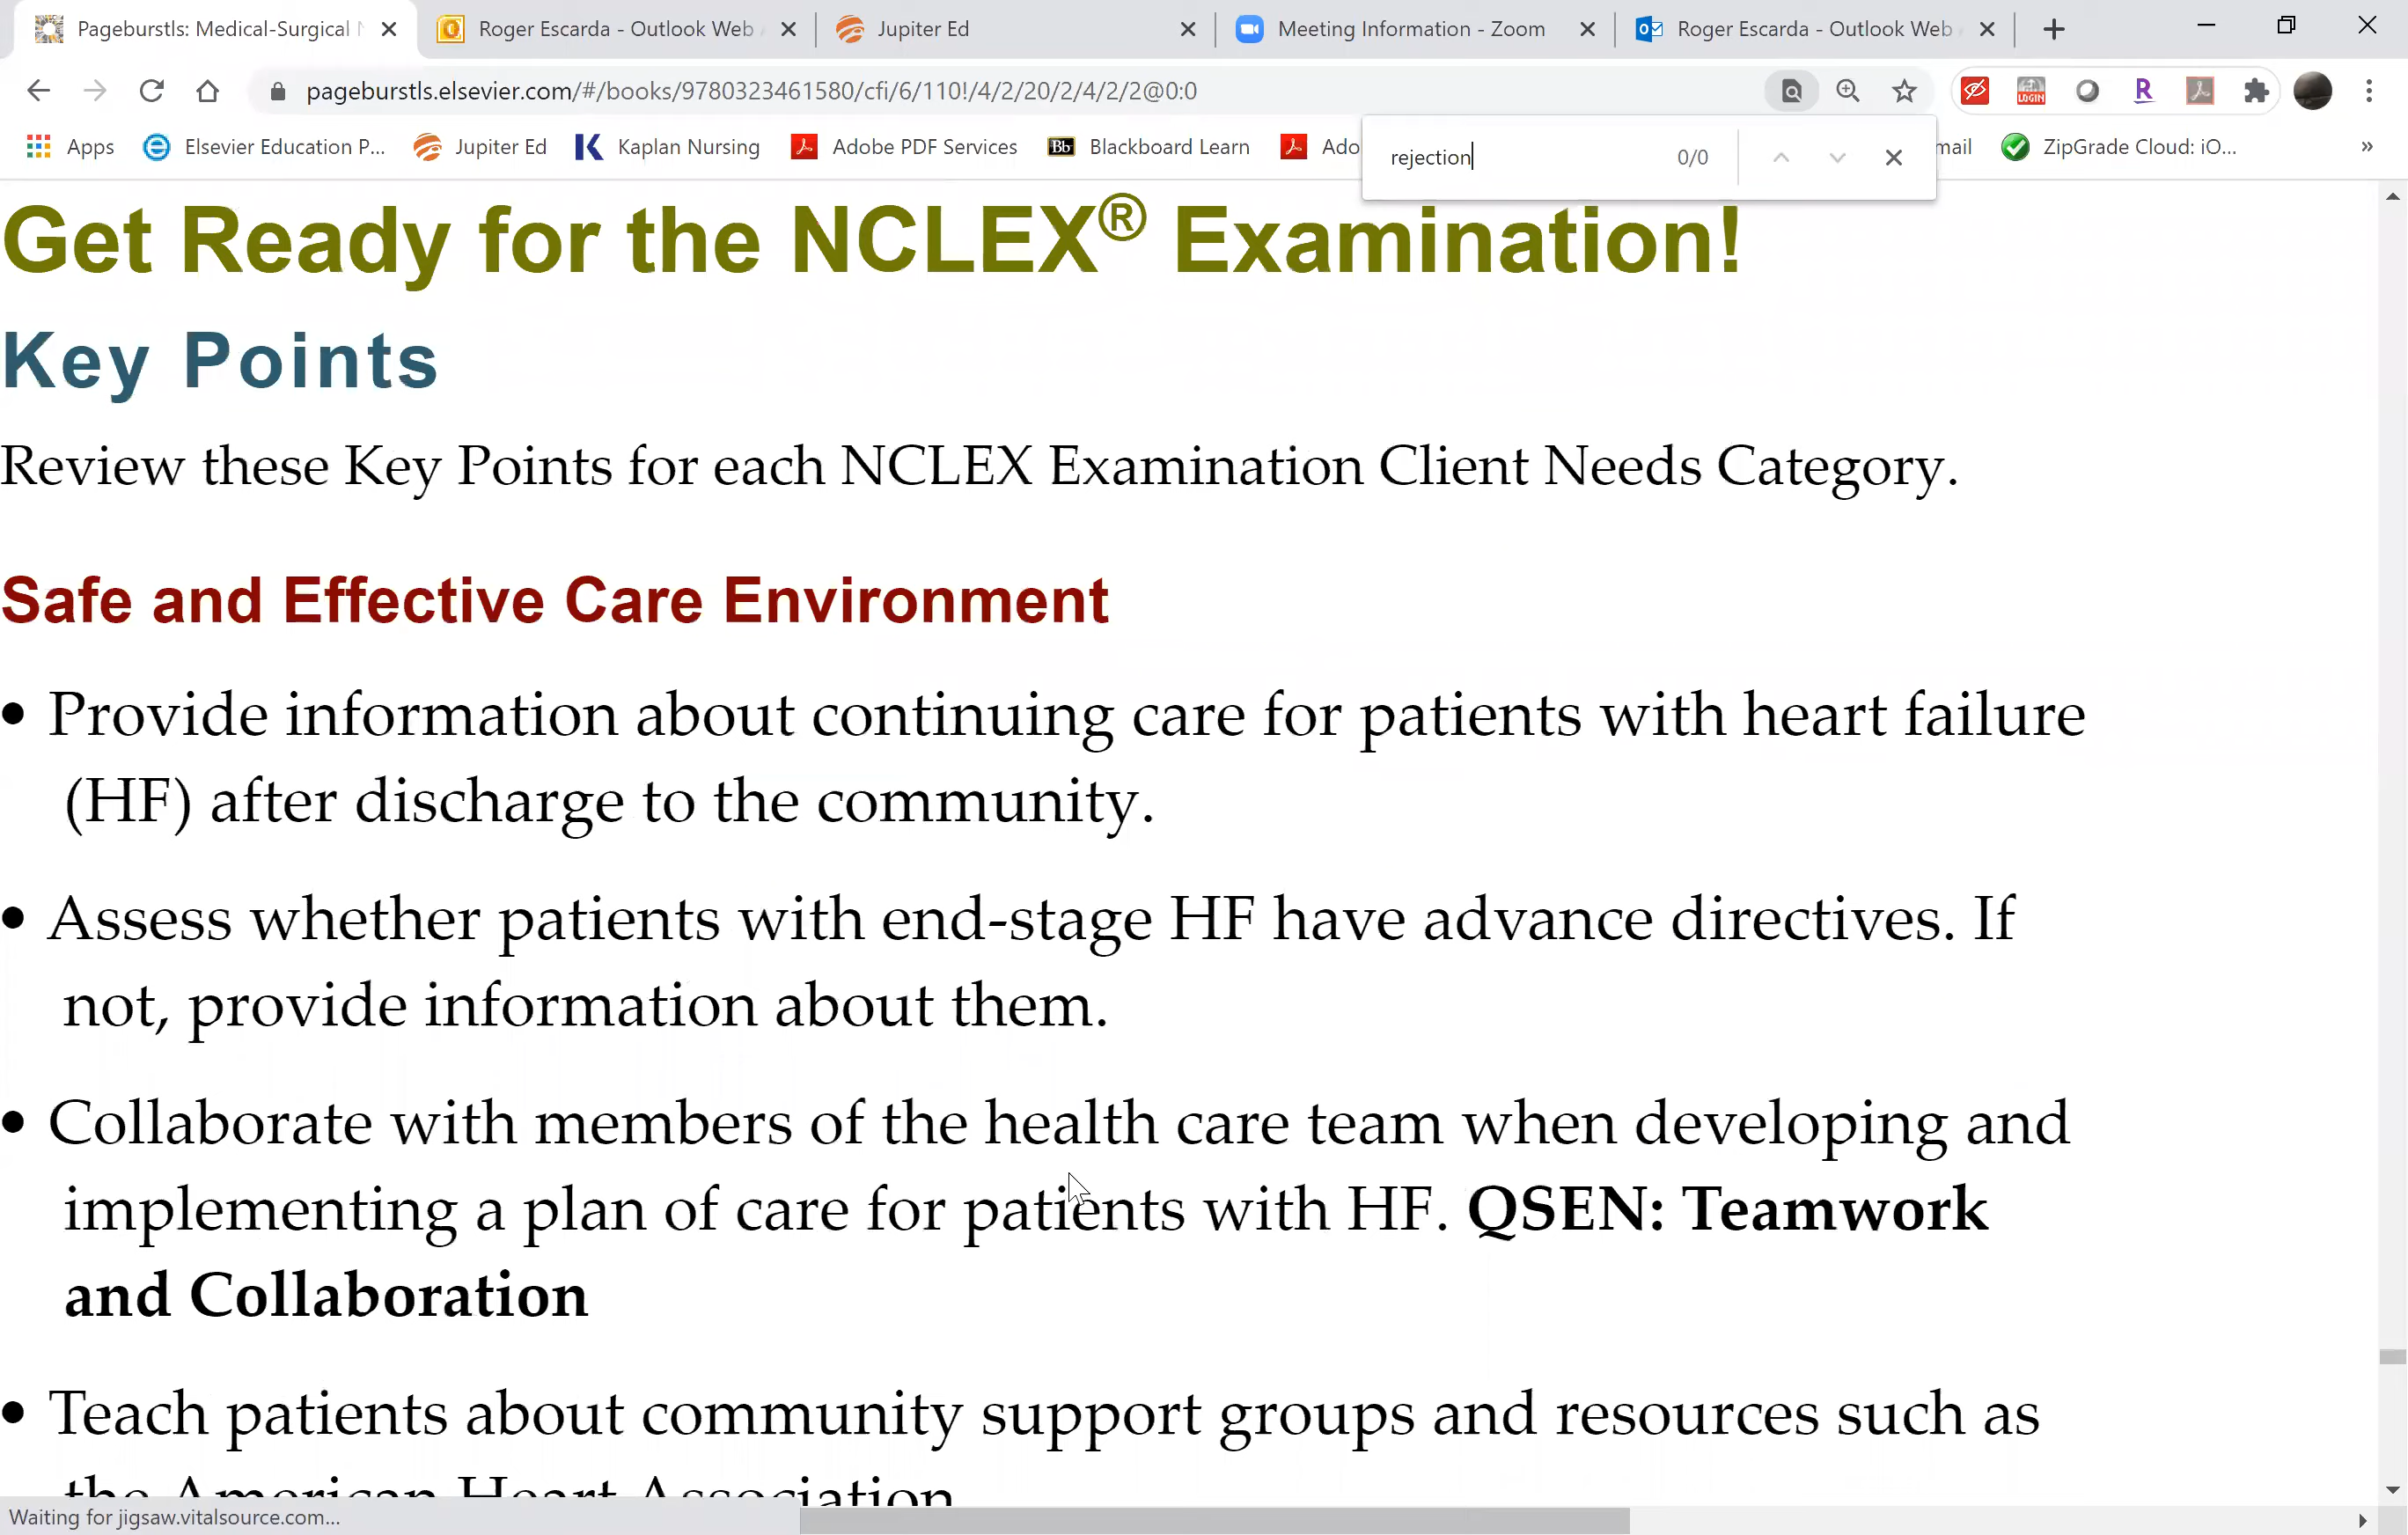 Pageburstls: Medical-Surgical Roger Escarda - Outlook Web Jupiter Ed Meeting Information - Zoom Roger Escarda - Outlook Web
pageburstls.elsevier.com/#/books/9780323461580/cfi/6/110!/4/2/20/2/4/2/2@0:0 LOGIN R
Apps Elsevier Education P... Jupiter Ed Kaplan Nursing Adobe PDF Services Bb Blackboard Learn Ado mail ZipGrade Cloud: iO... »
rejection 0/0
Get Ready for the NCLEX® Examination!
Key Points
Review these Key Points for each NCLEX Examination Client Needs Category.
Safe and Effective Care Environment
• Provide information about continuing care for patients with heart failure
(HF) after discharge to the community.
• Assess whether patients with end-stage HF have advance directives. If
not, provide information about them.
• Collaborate with members of the health care team when developing and
implementing a plan of care for patients with HF. QSEN: Teamwork
and Collaboration
• Teach patients about community support groups and resources such as
the American Heart Association
Waiting for jigsaw.vitalsource.com...